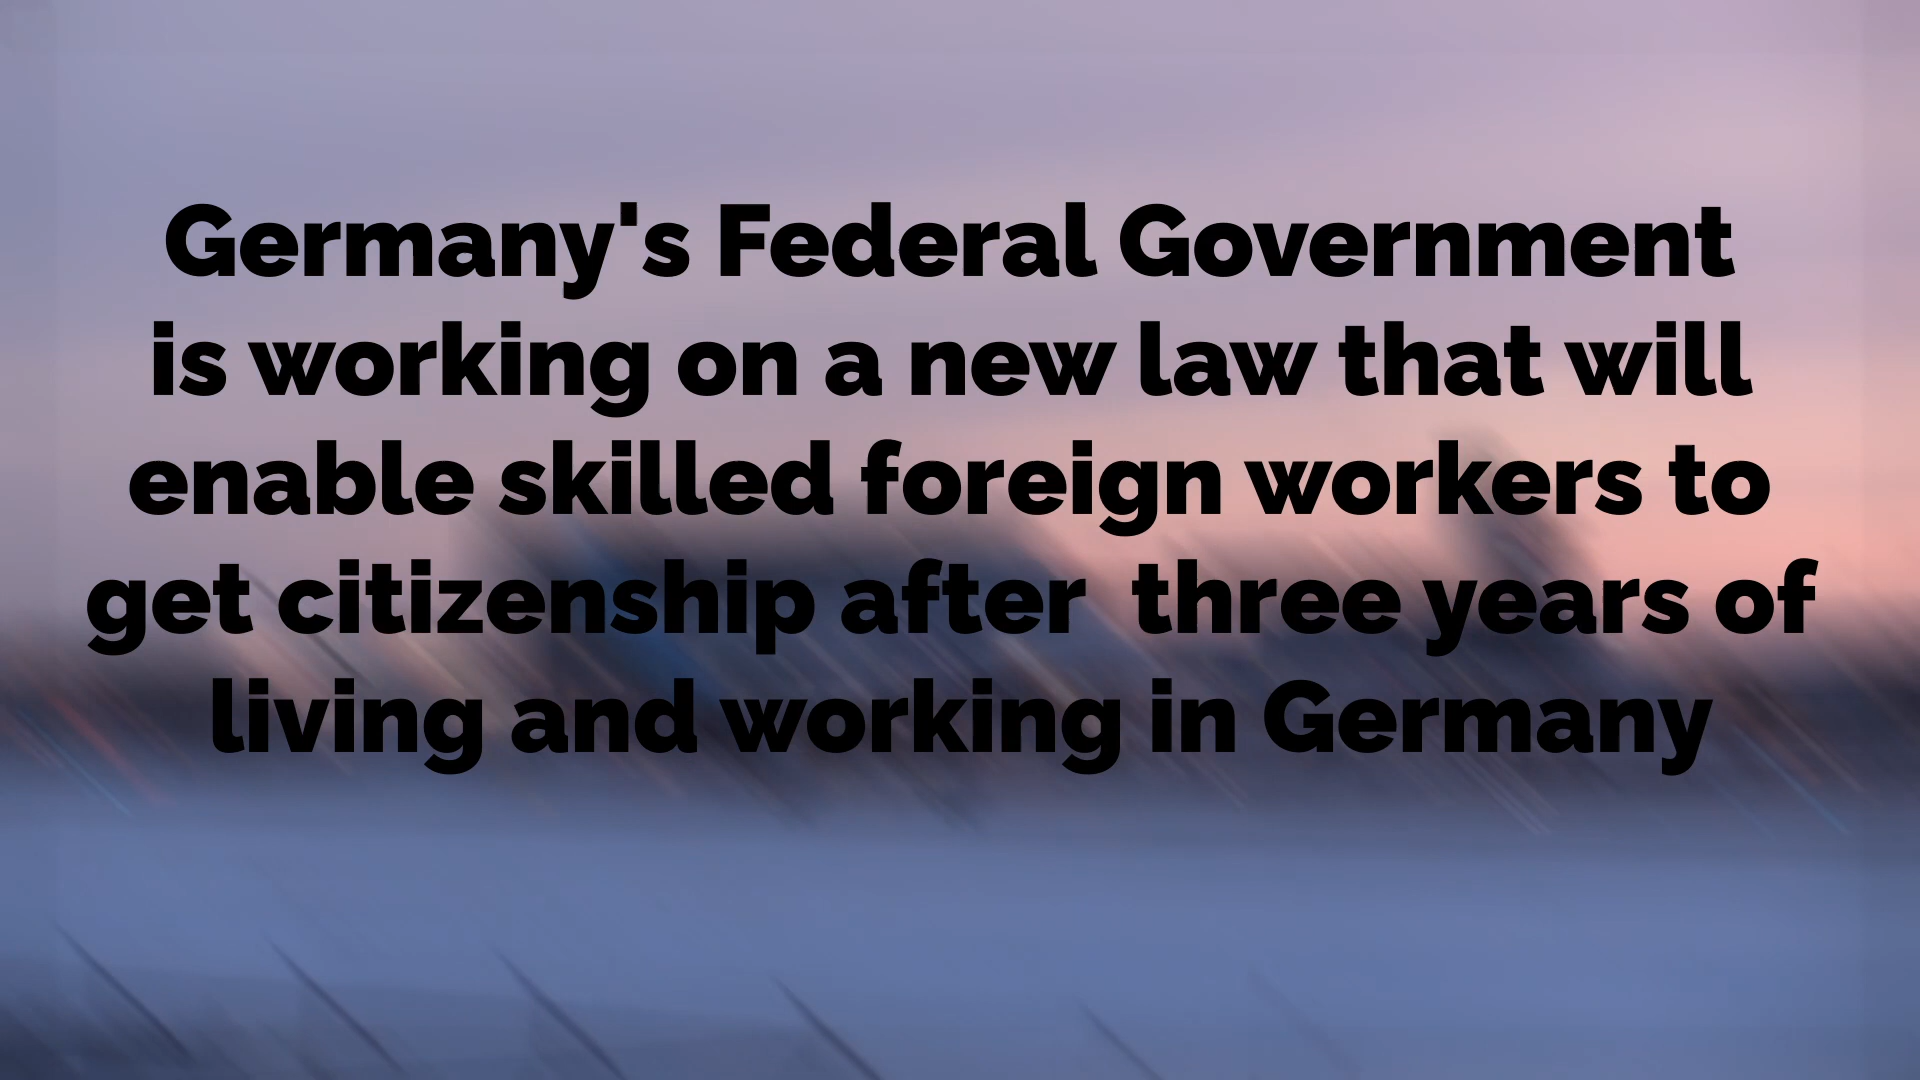 Germany's Federal Government
is working on a new law that will
enable skilled foreign workers to
get citizenship after  three years of
living and working in Germany